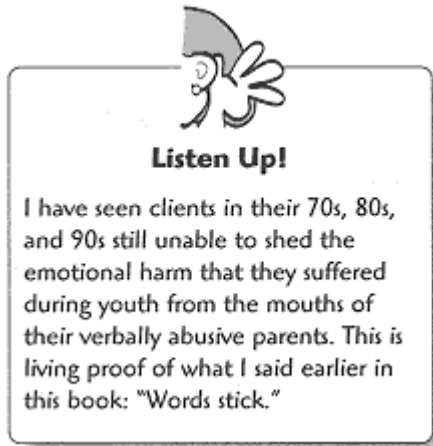 Listen Up!
I have seen clients in their 70s, 80s,
and 90s still unable to shed the
emotional harm that they suffered
during youth from the mouths of
their verbally abusive parents. This is
living proof of what I said earlier in
this book: "Words stick."